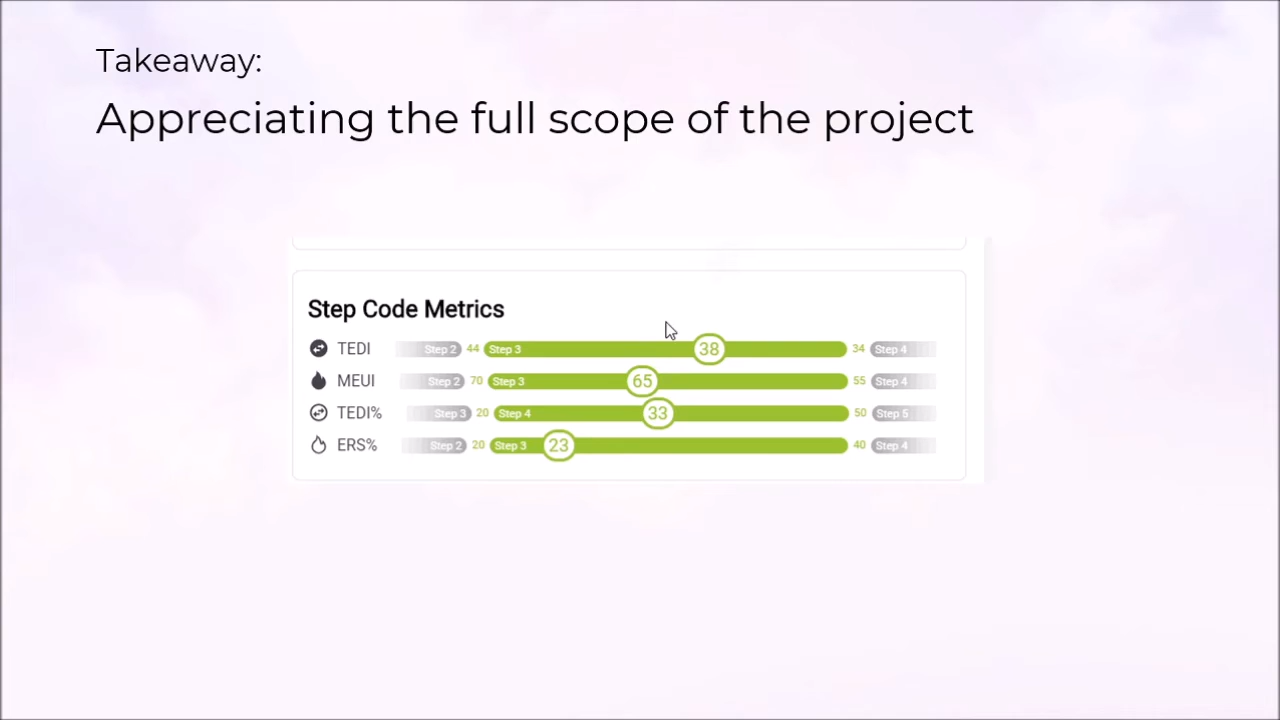 Takeaway:
Appreciating the full scope of the project
Step Code Metrics
TEDI Step 2 44 Step 3 38 34 Step 4
MEUI Step 2 70 Step 3 65 55 Step 4
TEDI% Step 3 20 Step 4 33 50 Step 5
ERS% Step 2 20 Step 3 23 40 Step 4